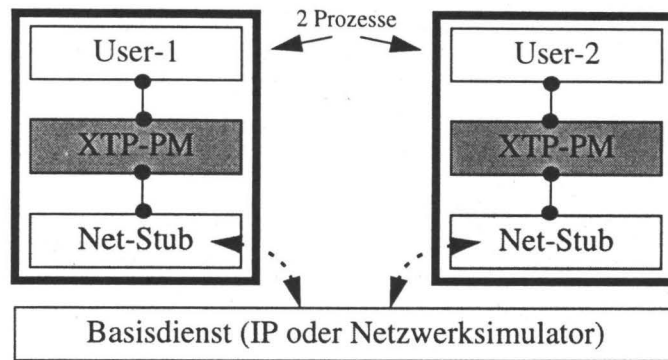 2 Prozesse
User-1
User-2
XTP-PM
XTP-PM
Net-Stub
Net-Stub
Basisdienst (IP oder Netzwerksimulator)